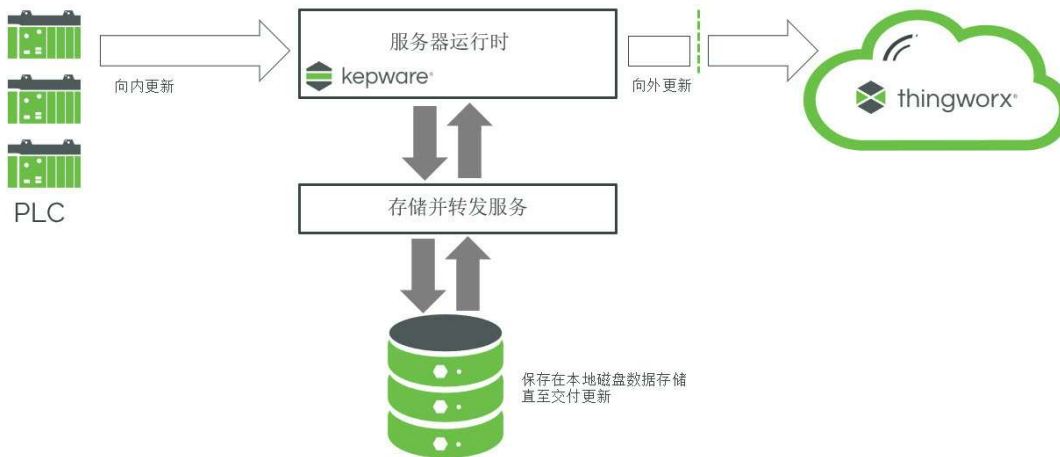 服务器运行时
kepware®
向内更新
向外更新
thingworx®
PLC
存储并转发服务
保存在本地磁盘数据存储
直至交付更新